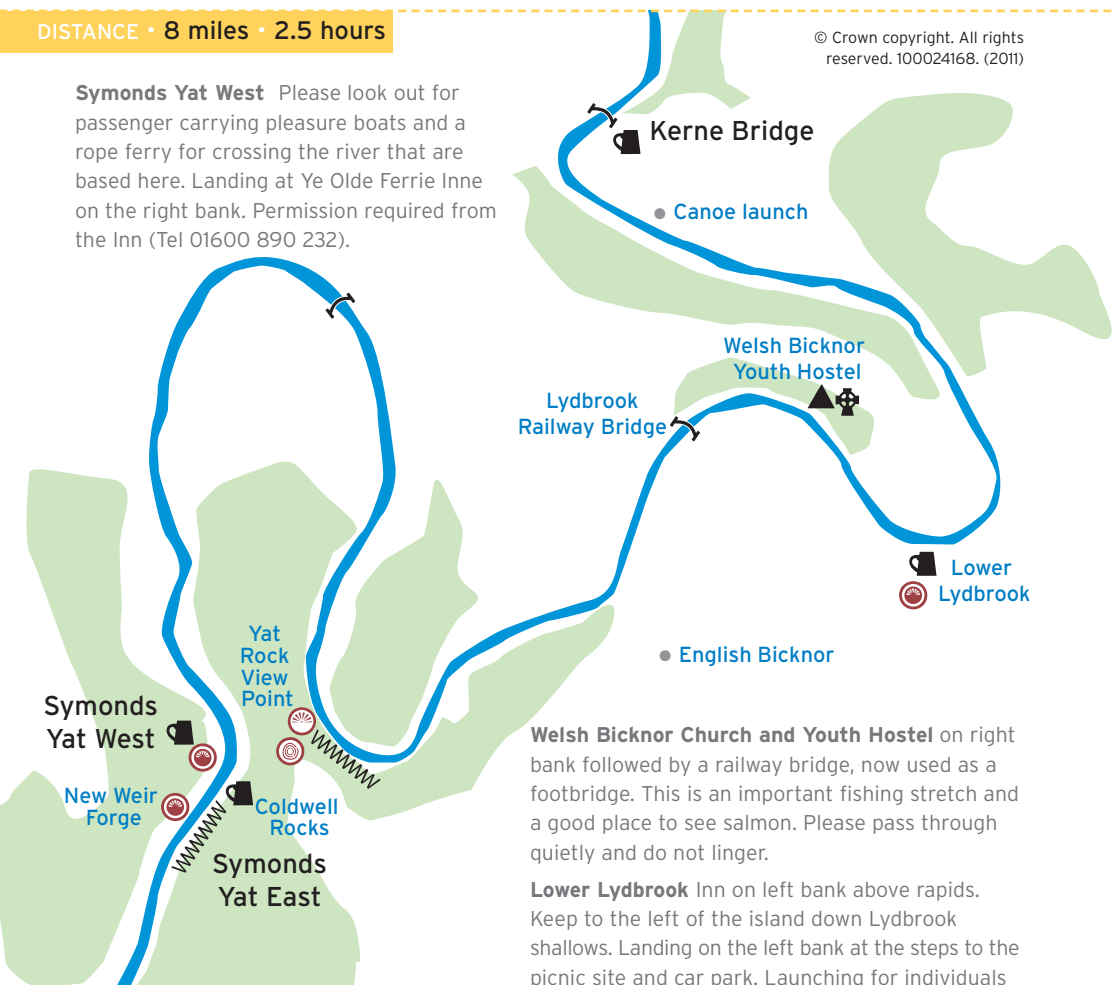 DISTANCE • 8 miles • 2.5 hours
© Crown copyright. All rights
reserved. 100024168. (2011)
Symonds Yat West Please look out for
passenger carrying pleasure boats and a
rope ferry for crossing the river that are
based here. Landing at Ye Olde Ferrie Inne
on the right bank. Permission required from
the Inn (Tel 01600 890 232).
Kerne Bridge
Canoe launch
Welsh Bicknor
Youth Hostel
Lydbrook
Railway Bridge
Lower
Lydbrook
English Bicknor
Yat
Rock
View
Point
Symonds
Yat West
New Weir
Forge
Coldwell
Rocks
Symonds
Yat East
Welsh Bicknor Church and Youth Hostel on right
bank followed by a railway bridge, now used as a
footbridge. This is an important fishing stretch and
a good place to see salmon. Please pass through
quietly and do not linger.
Lower Lydbrook Inn on left bank above rapids.
Keep to the left of the island down Lydbrook
shallows. Landing on the left bank at the steps to the
picnic site and car park. Launching for individuals